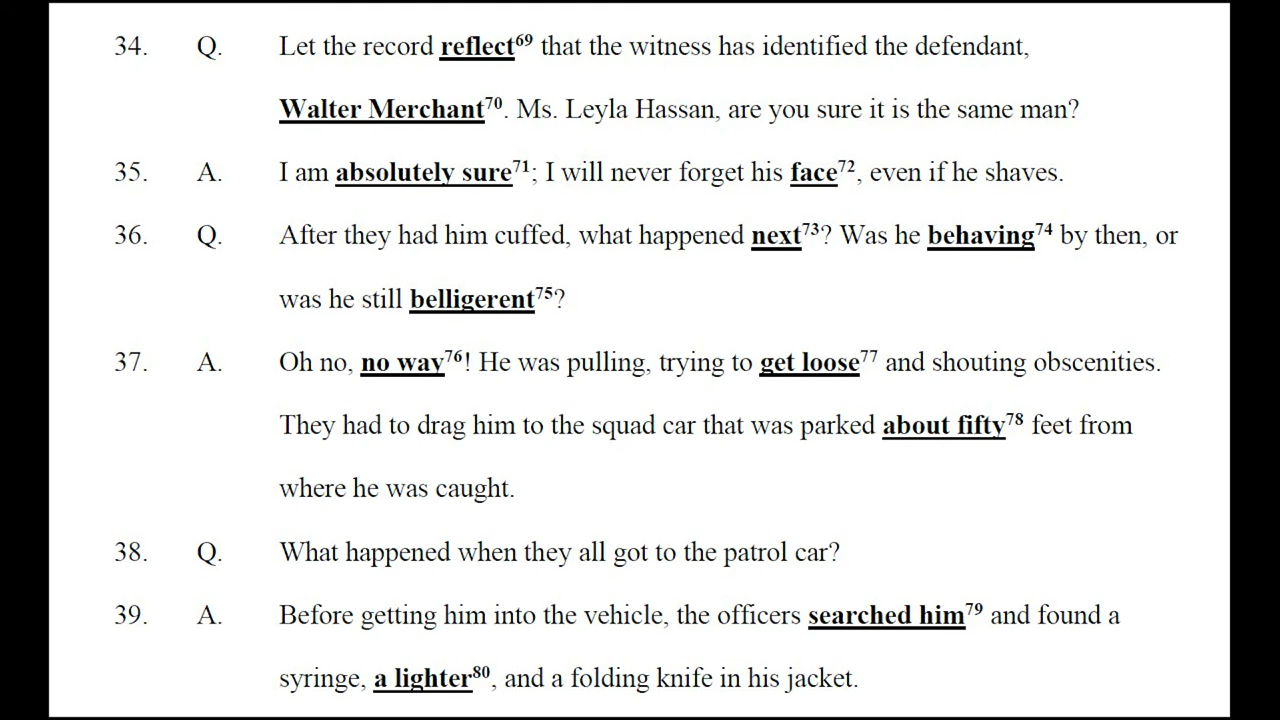 34. Q. Let the record reflect⁶⁹ that the witness has identified the defendant,
Walter Merchant⁷⁰. Ms. Leyla Hassan, are you sure it is the same man?
35. A. I am absolutely sure⁷¹; I will never forget his face⁷², even if he shaves.
36. Q. After they had him cuffed, what happened next⁷³? Was he behaving⁷⁴ by then, or
was he still belligerent⁷⁵?
37. A. Oh no, no way⁷⁶! He was pulling, trying to get loose⁷⁷ and shouting obscenities.
They had to drag him to the squad car that was parked about fifty⁷⁸ feet from
where he was caught.
38. Q. What happened when they all got to the patrol car?
39. A. Before getting him into the vehicle, the officers searched him⁷⁹ and found a
syringe, a lighter⁸⁰, and a folding knife in his jacket.